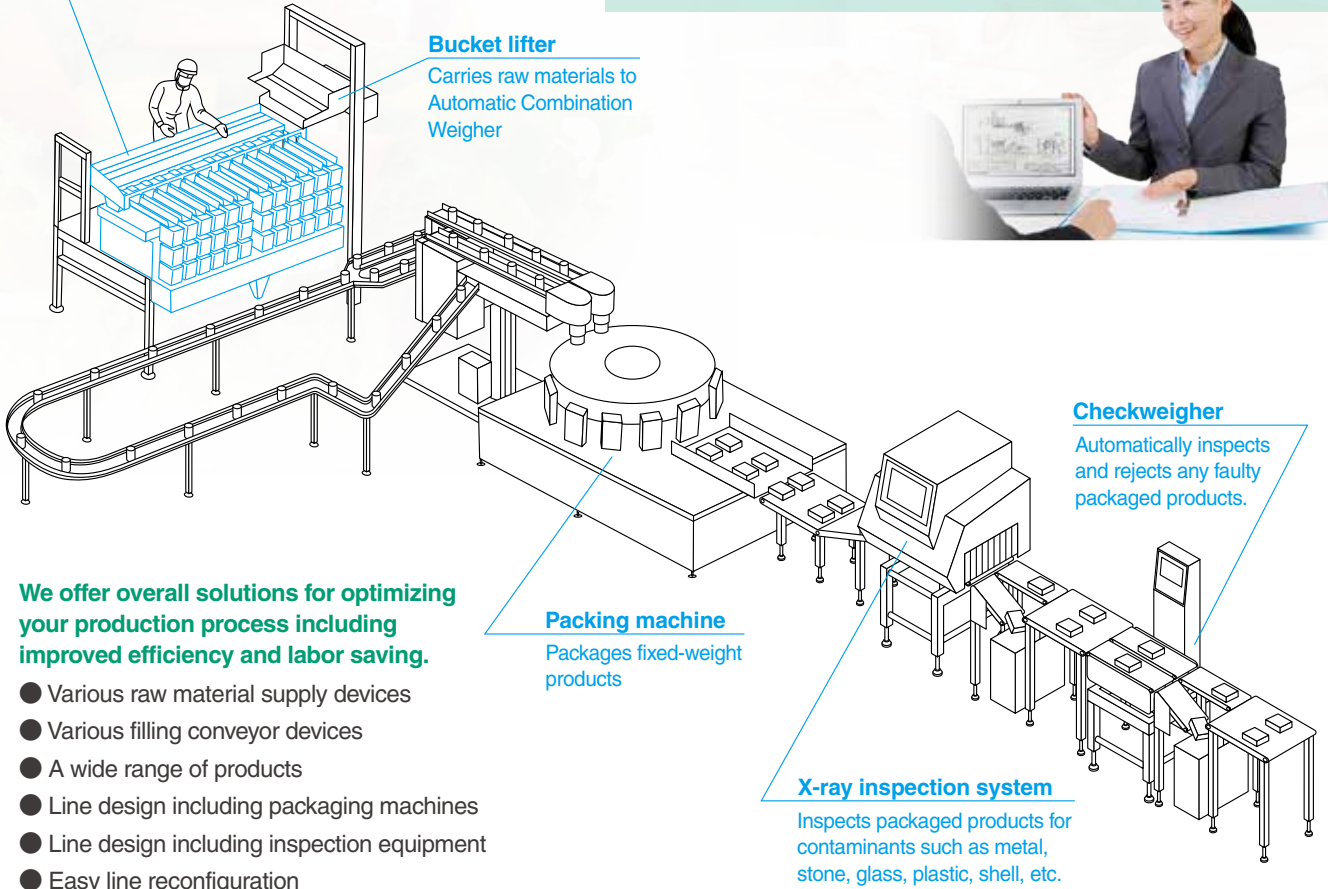 Bucket lifter
Carries raw materials to
Automatic Combination
Weigher
Checkweigher
Automatically inspects
and rejects any faulty
packaged products.
Packing machine
Packages fixed-weight
products
X-ray inspection system
Inspects packaged products for
contaminants such as metal,
stone, glass, plastic, shell, etc.
We offer overall solutions for optimizing
your production process including
improved efficiency and labor saving.
● Various raw material supply devices
● Various filling conveyor devices
● A wide range of products
● Line design including packaging machines
● Line design including inspection equipment
● Easy line reconfiguration